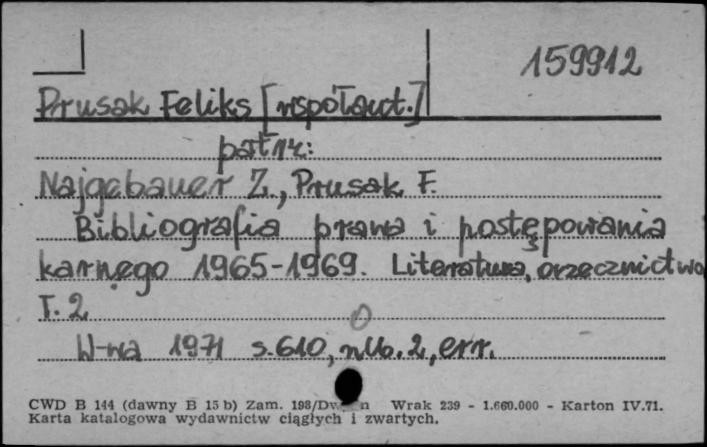 159912
Prusak Feliks [współaut.]
patrz:
Najgebauer Z., Prusak F.
Bibliografia prawa i postępowania
karnego 1965-1969. Literatura, orzecznictwo
T. 2
W-wa 1971 s. 610, nlb. 2, err.
CWD B 144 (dawny B 15 b) Zam. 198/ Wrak 239 - 1.660.000 - Karton IV.71.
Karta katalogowa wydawnictw ciągłych i zwartych.